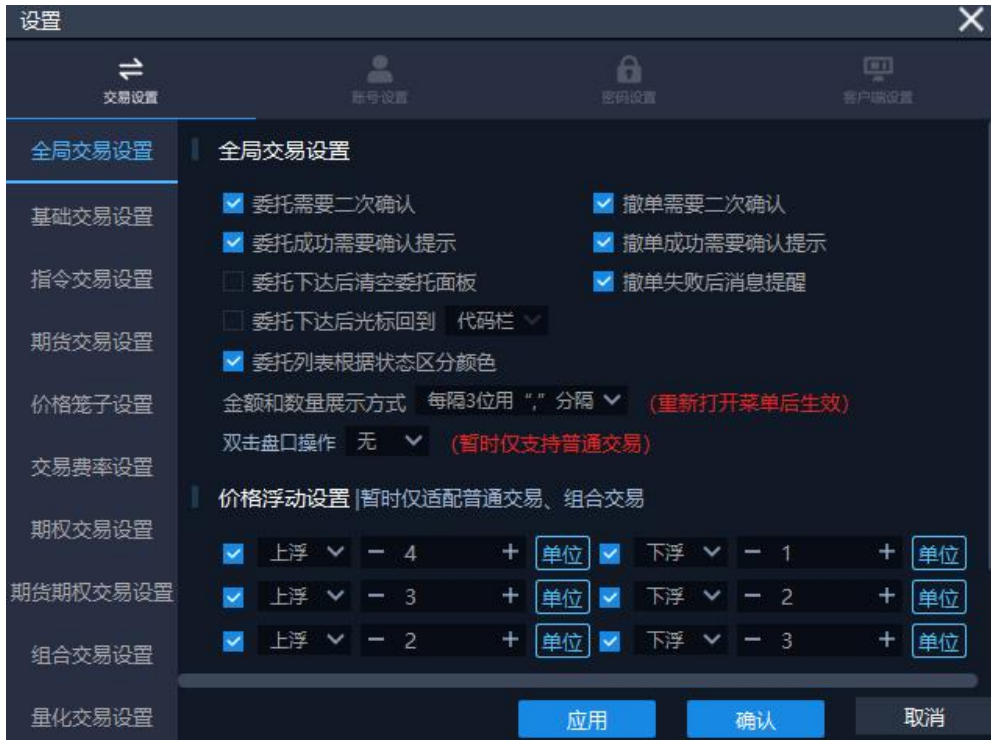 设置
交易设置
账号设置
密码设置
客户端设置
全局交易设置
基础交易设置
指令交易设置
期货交易设置
价格笼子设置
交易费率设置
期权交易设置
期货期权交易设置
组合交易设置
量化交易设置
全局交易设置
委托需要二次确认 撤单需要二次确认
委托成功需要确认提示 撤单成功需要确认提示
委托下达后清空委托面板 撤单失败后消息提醒
委托下达后光标回到 代码栏
委托列表根据状态区分颜色
金额和数量展示方式 每隔3位用“,”分隔 (重新打开菜单后生效)
双击盘口操作 无 (暂时仅支持普通交易)
价格浮动设置 |暂时仅适配普通交易、组合交易
上浮 － 4 + 单位 下浮 － 1 + 单位
上浮 － 3 + 单位 下浮 － 2 + 单位
上浮 － 2 + 单位 下浮 － 3 + 单位
应用 确认 取消